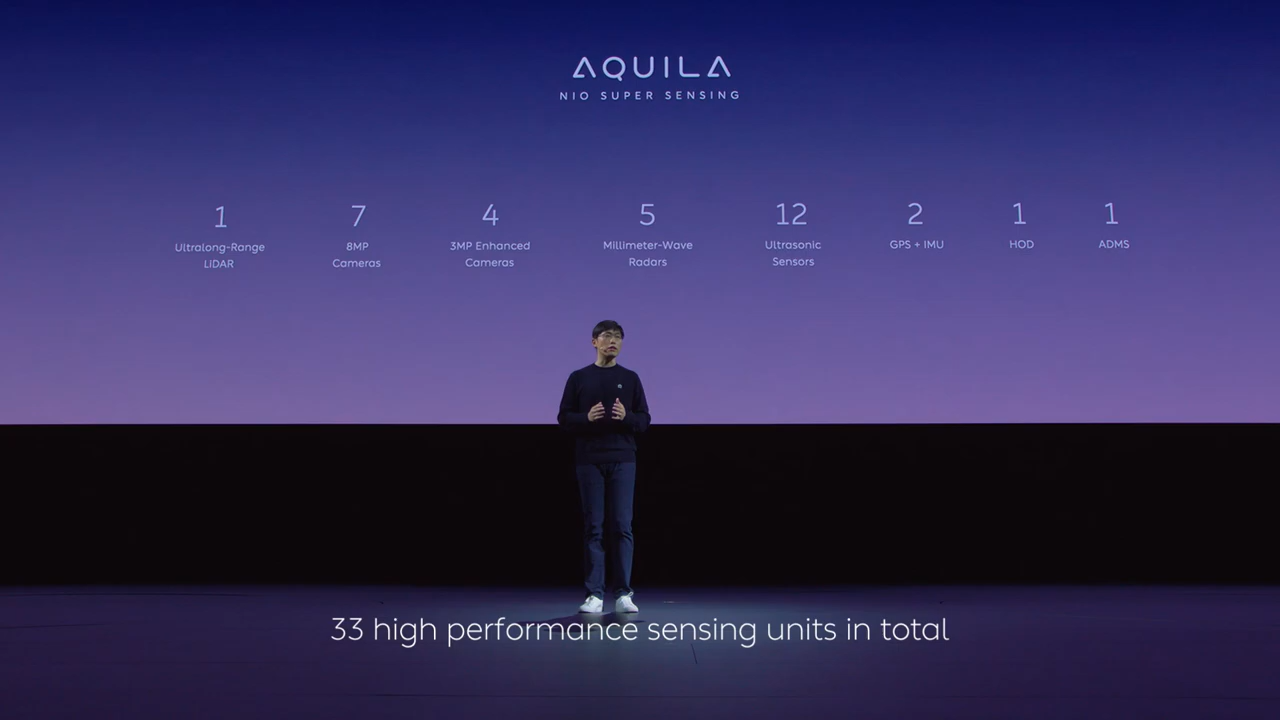 AQUILA
NIO SUPER SENSING
1
Ultralong-Range
LiDAR
7
8MP
Cameras
4
3MP Enhanced
Cameras
5
Millimeter-Wave
Radars
12
Ultrasonic
Sensors
2
GPS + IMU
1
HOD
1
ADMS
33 high performance sensing units in total